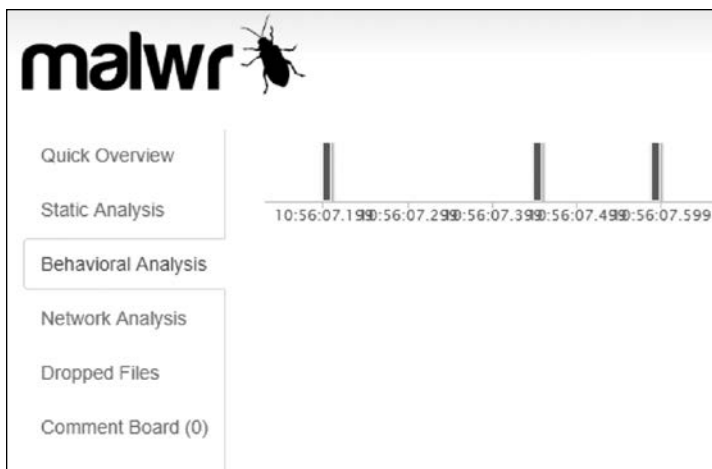 malwr
Quick Overview
Static Analysis
Behavioral Analysis
Network Analysis
Dropped Files
Comment Board (0)
10:56:07.199 10:56:07.299 10:56:07.399 10:56:07.499 10:56:07.599